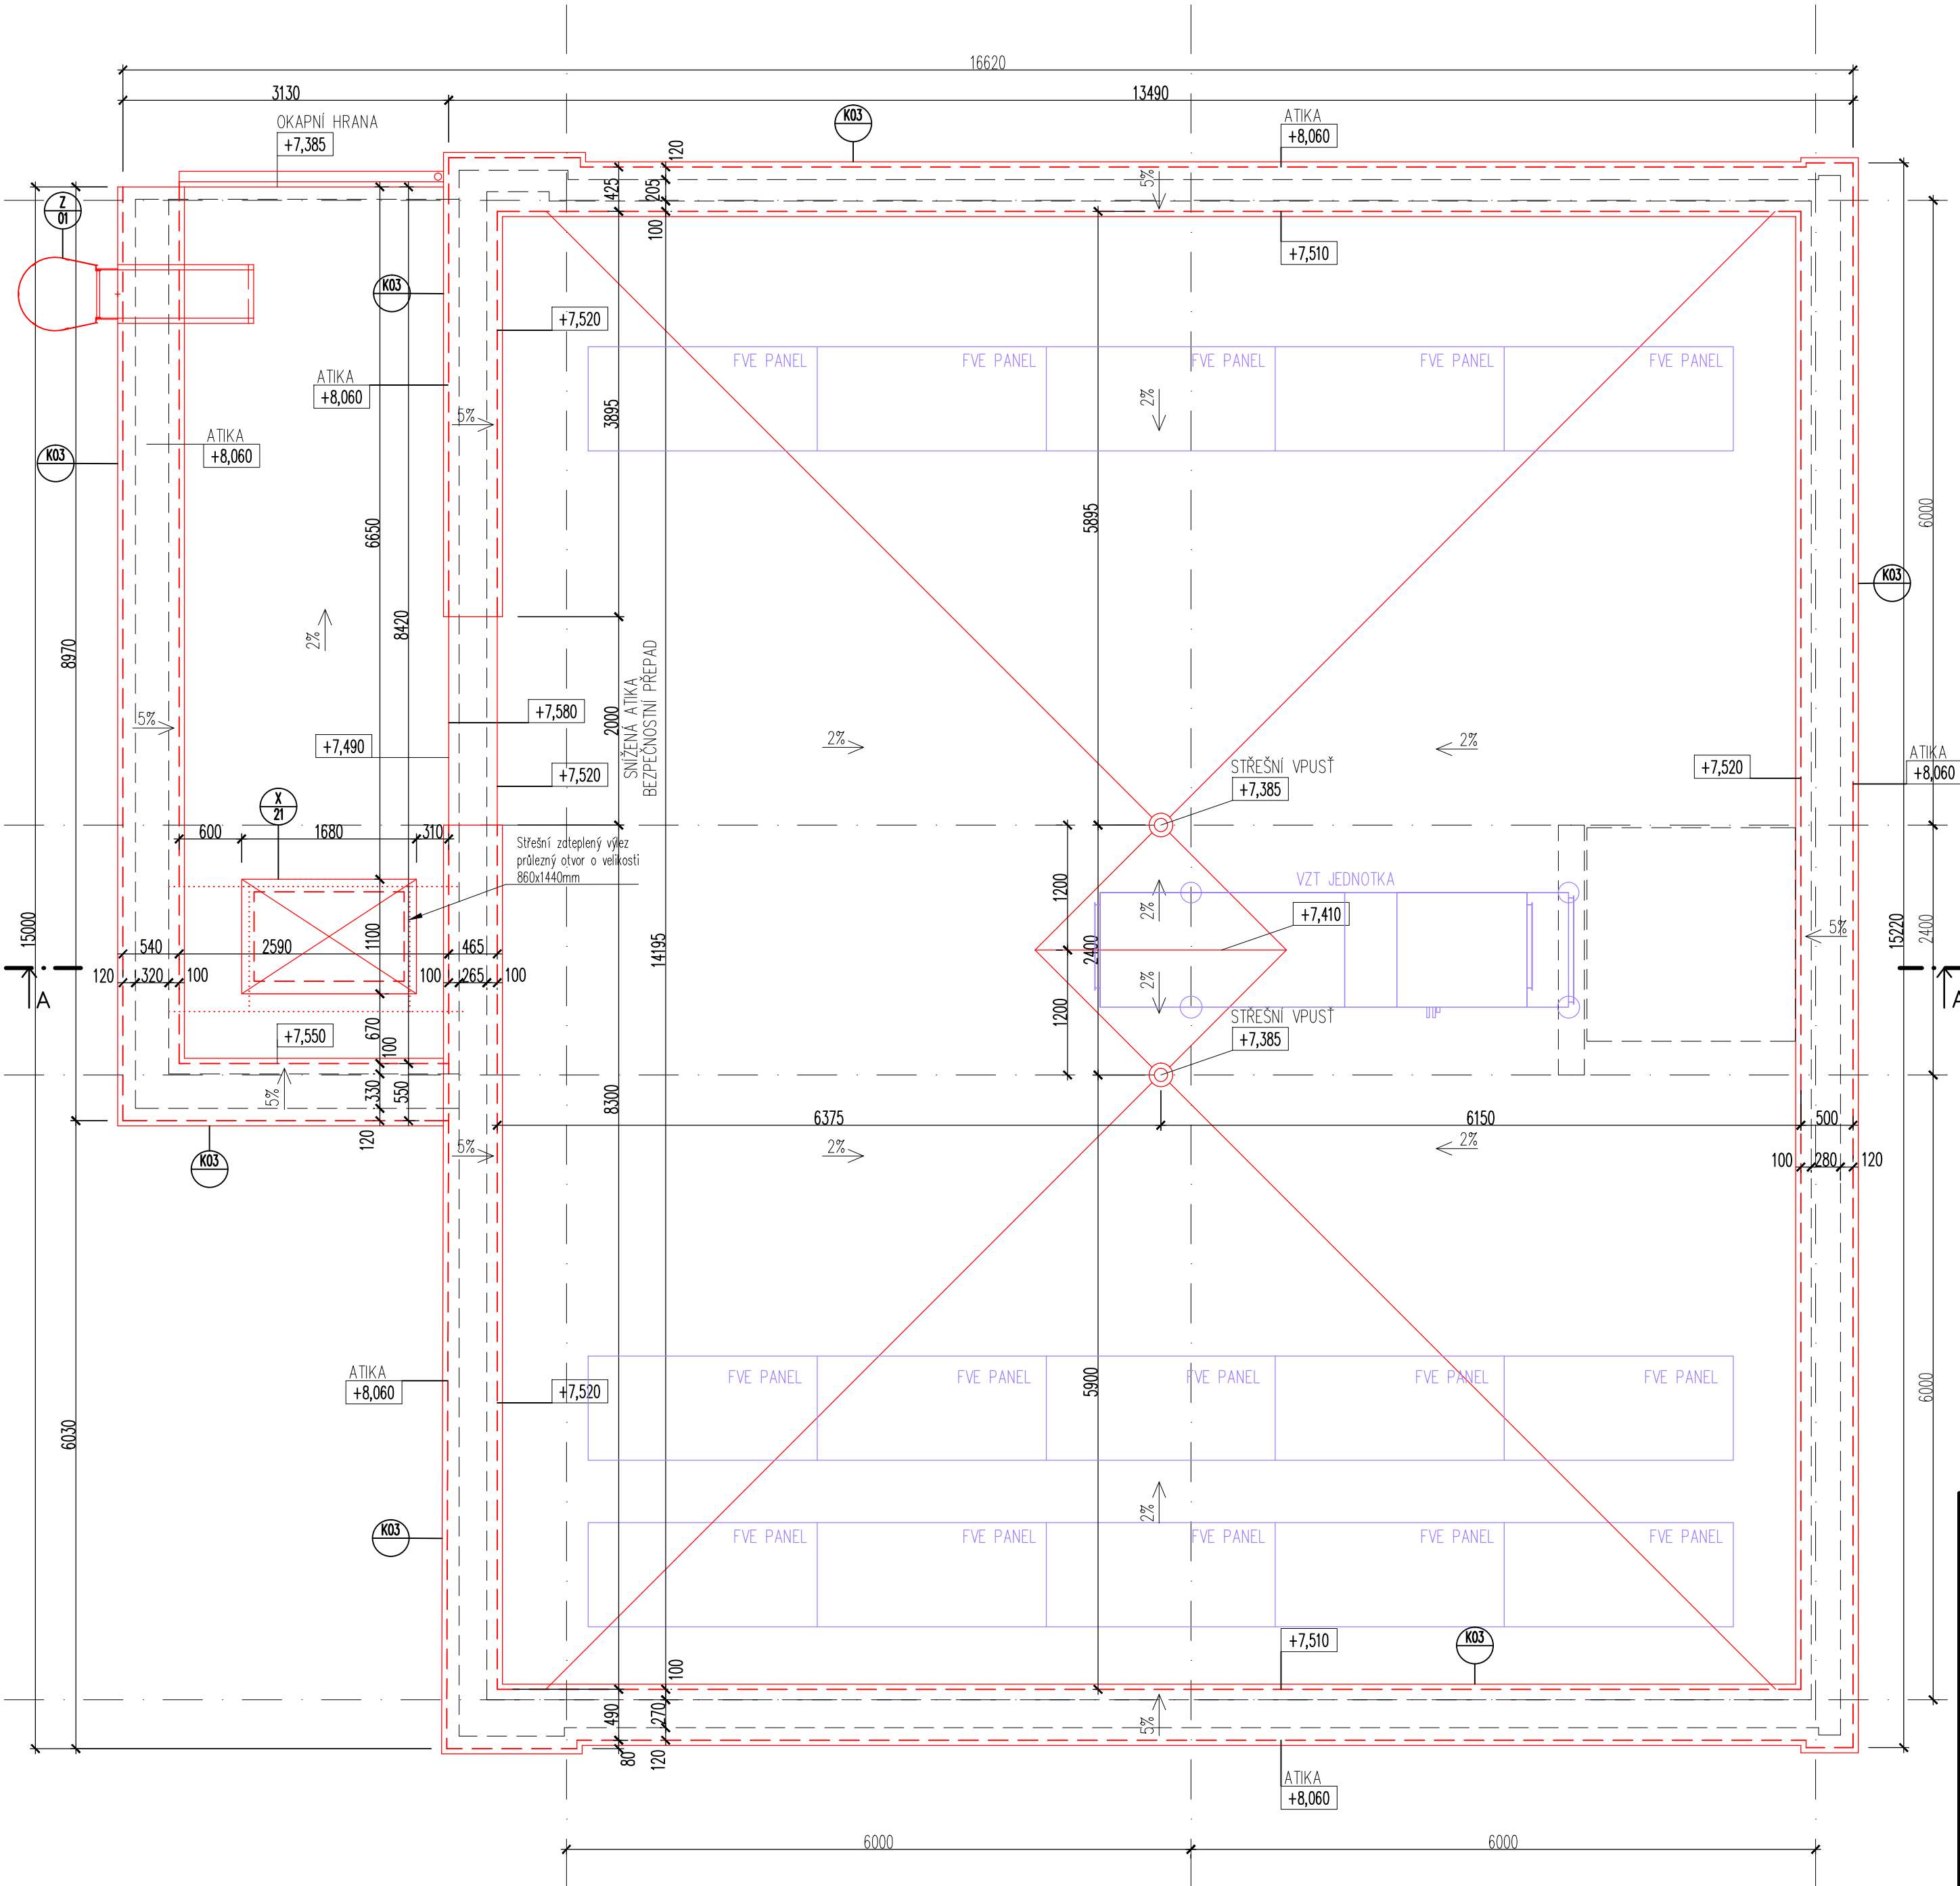 16620
3130
13490
OKAPNÍ HRANA
+7,385
K03
ATIKA
+8,060
120
425
205
100
5%
Z
01
+7,510
K03
+7,520
FVE PANEL
FVE PANEL
FVE PANEL
FVE PANEL
FVE PANEL
ATIKA
+8,060
5%
3895
2%
ATIKA
+8,060
K03
6650
5895
6000
K03
8420
2%
8970
SNÍŽENÁ ATIKA
BEZPEČNOSTNÍ PŘEPAD
2000
+7,580
5%
+7,490
+7,520
2%
2%
STŘEŠNÍ VPUSŤ
+7,385
+7,520
ATIKA
+8,060
X
21
600
1680
310
Střešní zateplený výlez
průlezný otvor o velikosti
860x1440mm
1200
VZT JEDNOTKA
2%
+7,410
15000
1100
14195
2400
15220
2400
5%
540
2590
465
120
320
100
100
265
100
2%
A
A
1200
STŘEŠNÍ VPUSŤ
+7,385
+7,550
670
100
330
550
120
5%
8300
6375
6150
500
K03
5%
2%
2%
100
280
120
ATIKA
+8,060
+7,520
5900
6000
FVE PANEL
FVE PANEL
FVE PANEL
FVE PANEL
FVE PANEL
6030
K03
2%
FVE PANEL
FVE PANEL
FVE PANEL
FVE PANEL
FVE PANEL
+7,510
K03
100
490
270
80
120
5%
ATIKA
+8,060
6000
6000